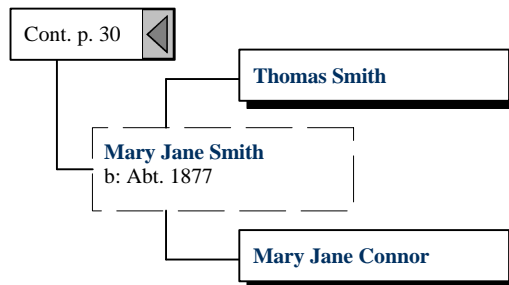 Cont. p. 30
Thomas Smith
Mary Jane Smith
b: Abt. 1877
Mary Jane Connor